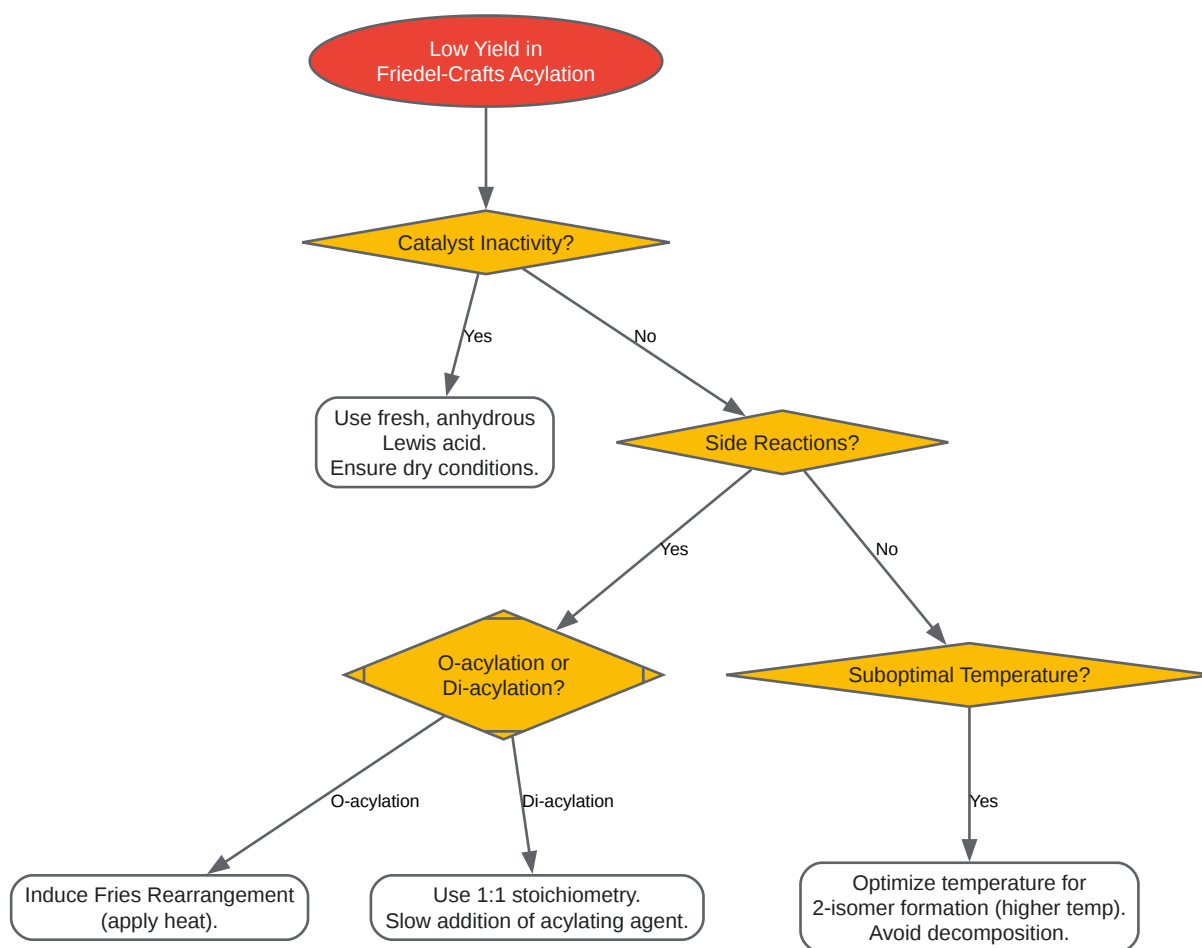 Low Yield in
Friedel-Crafts Acylation
Catalyst Inactivity?
Yes
No
Use fresh, anhydrous
Lewis acid.
Ensure dry conditions.
Side Reactions?
Yes
No
O-acylation or
Di-acylation?
Suboptimal Temperature?
O-acylation
Di-acylation
Yes
Induce Fries Rearrangement
(apply heat).
Use 1:1 stoichiometry.
Slow addition of acylating agent.
Optimize temperature for
2-isomer formation (higher temp).
Avoid decomposition.